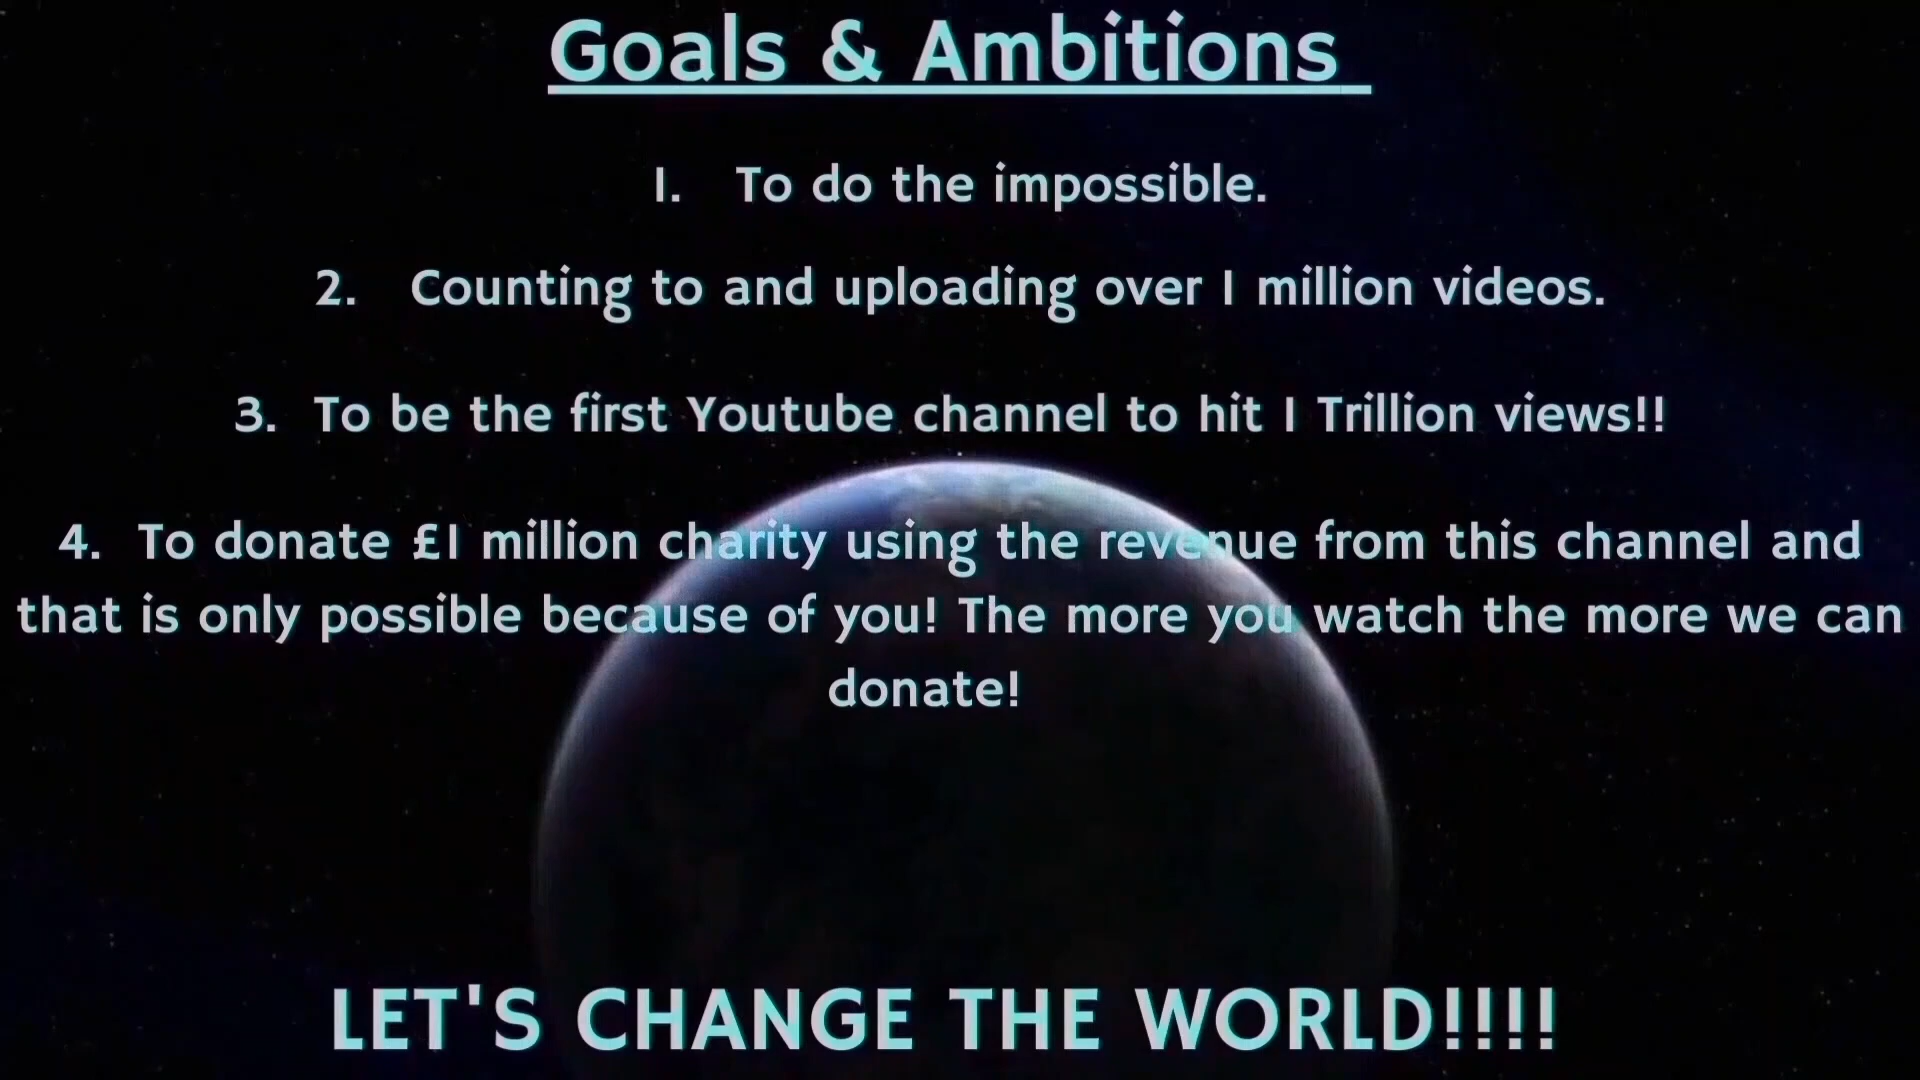 Goals & Ambitions
1. To do the impossible.
2. Counting to and uploading over 1 million videos.
3. To be the first Youtube channel to hit 1 Trillion views!!
4. To donate £1 million charity using the revenue from this channel and
that is only possible because of you! The more you watch the more we can
donate!
LET'S CHANGE THE WORLD!!!!